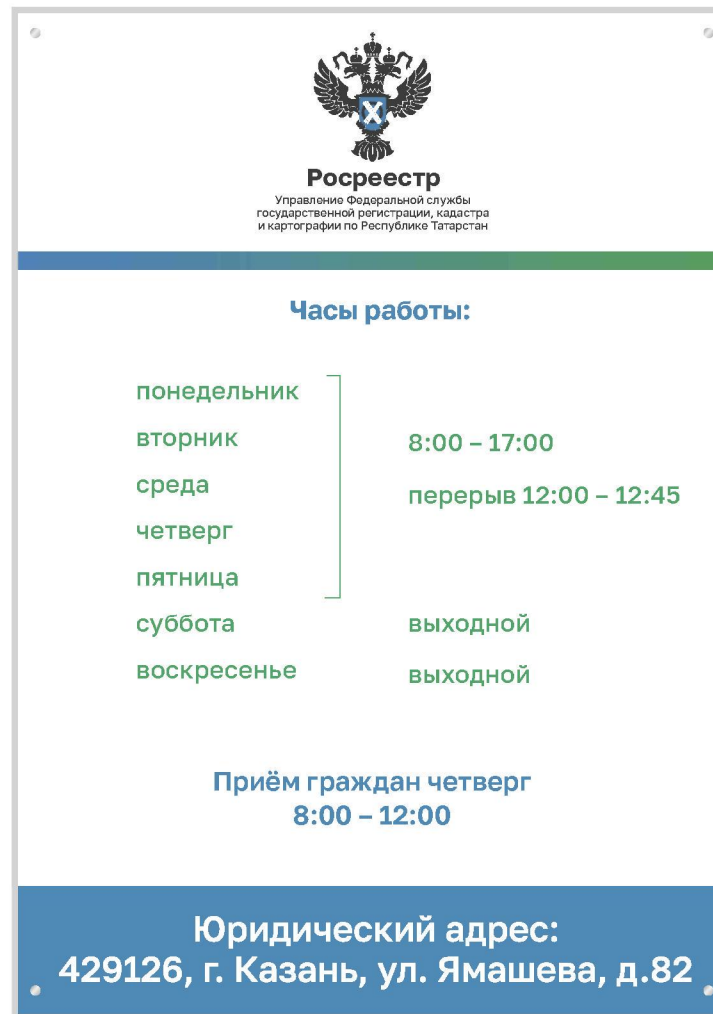 Росреестр
Управление Федеральной службы
государственной регистрации, кадастра
и картографии по Республике Татарстан
Часы работы:
понедельник
вторник
среда
четверг
пятница
8:00 – 17:00
перерыв 12:00 – 12:45
суббота выходной
воскресенье выходной
Приём граждан четверг
8:00 – 12:00
Юридический адрес:
429126, г. Казань, ул. Ямашева, д.82